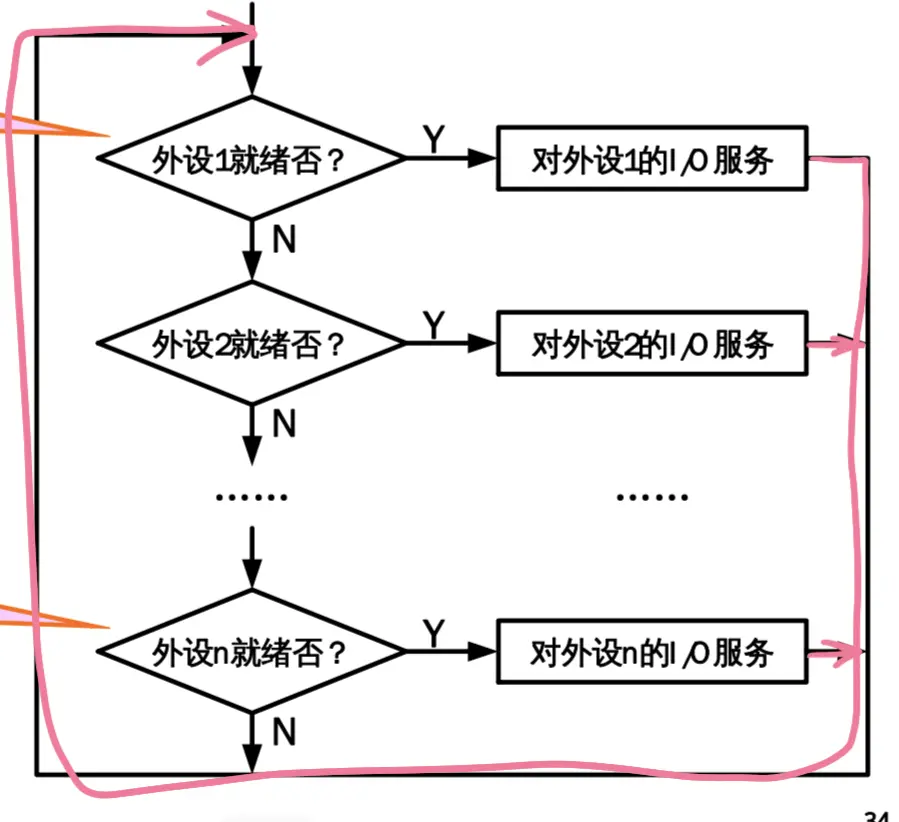 外设1就绪否？
Y
对外设1的I/O服务
N
外设2就绪否？
Y
对外设2的I/O服务
N
……
……
外设n就绪否？
Y
对外设n的I/O服务
N
34